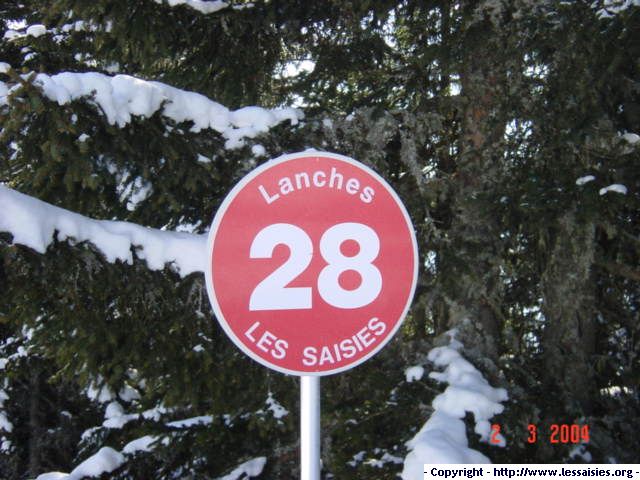 Lanches
28
LES SAISIES
2 3 2004
- Copyright - http://www.lessaisies.org -